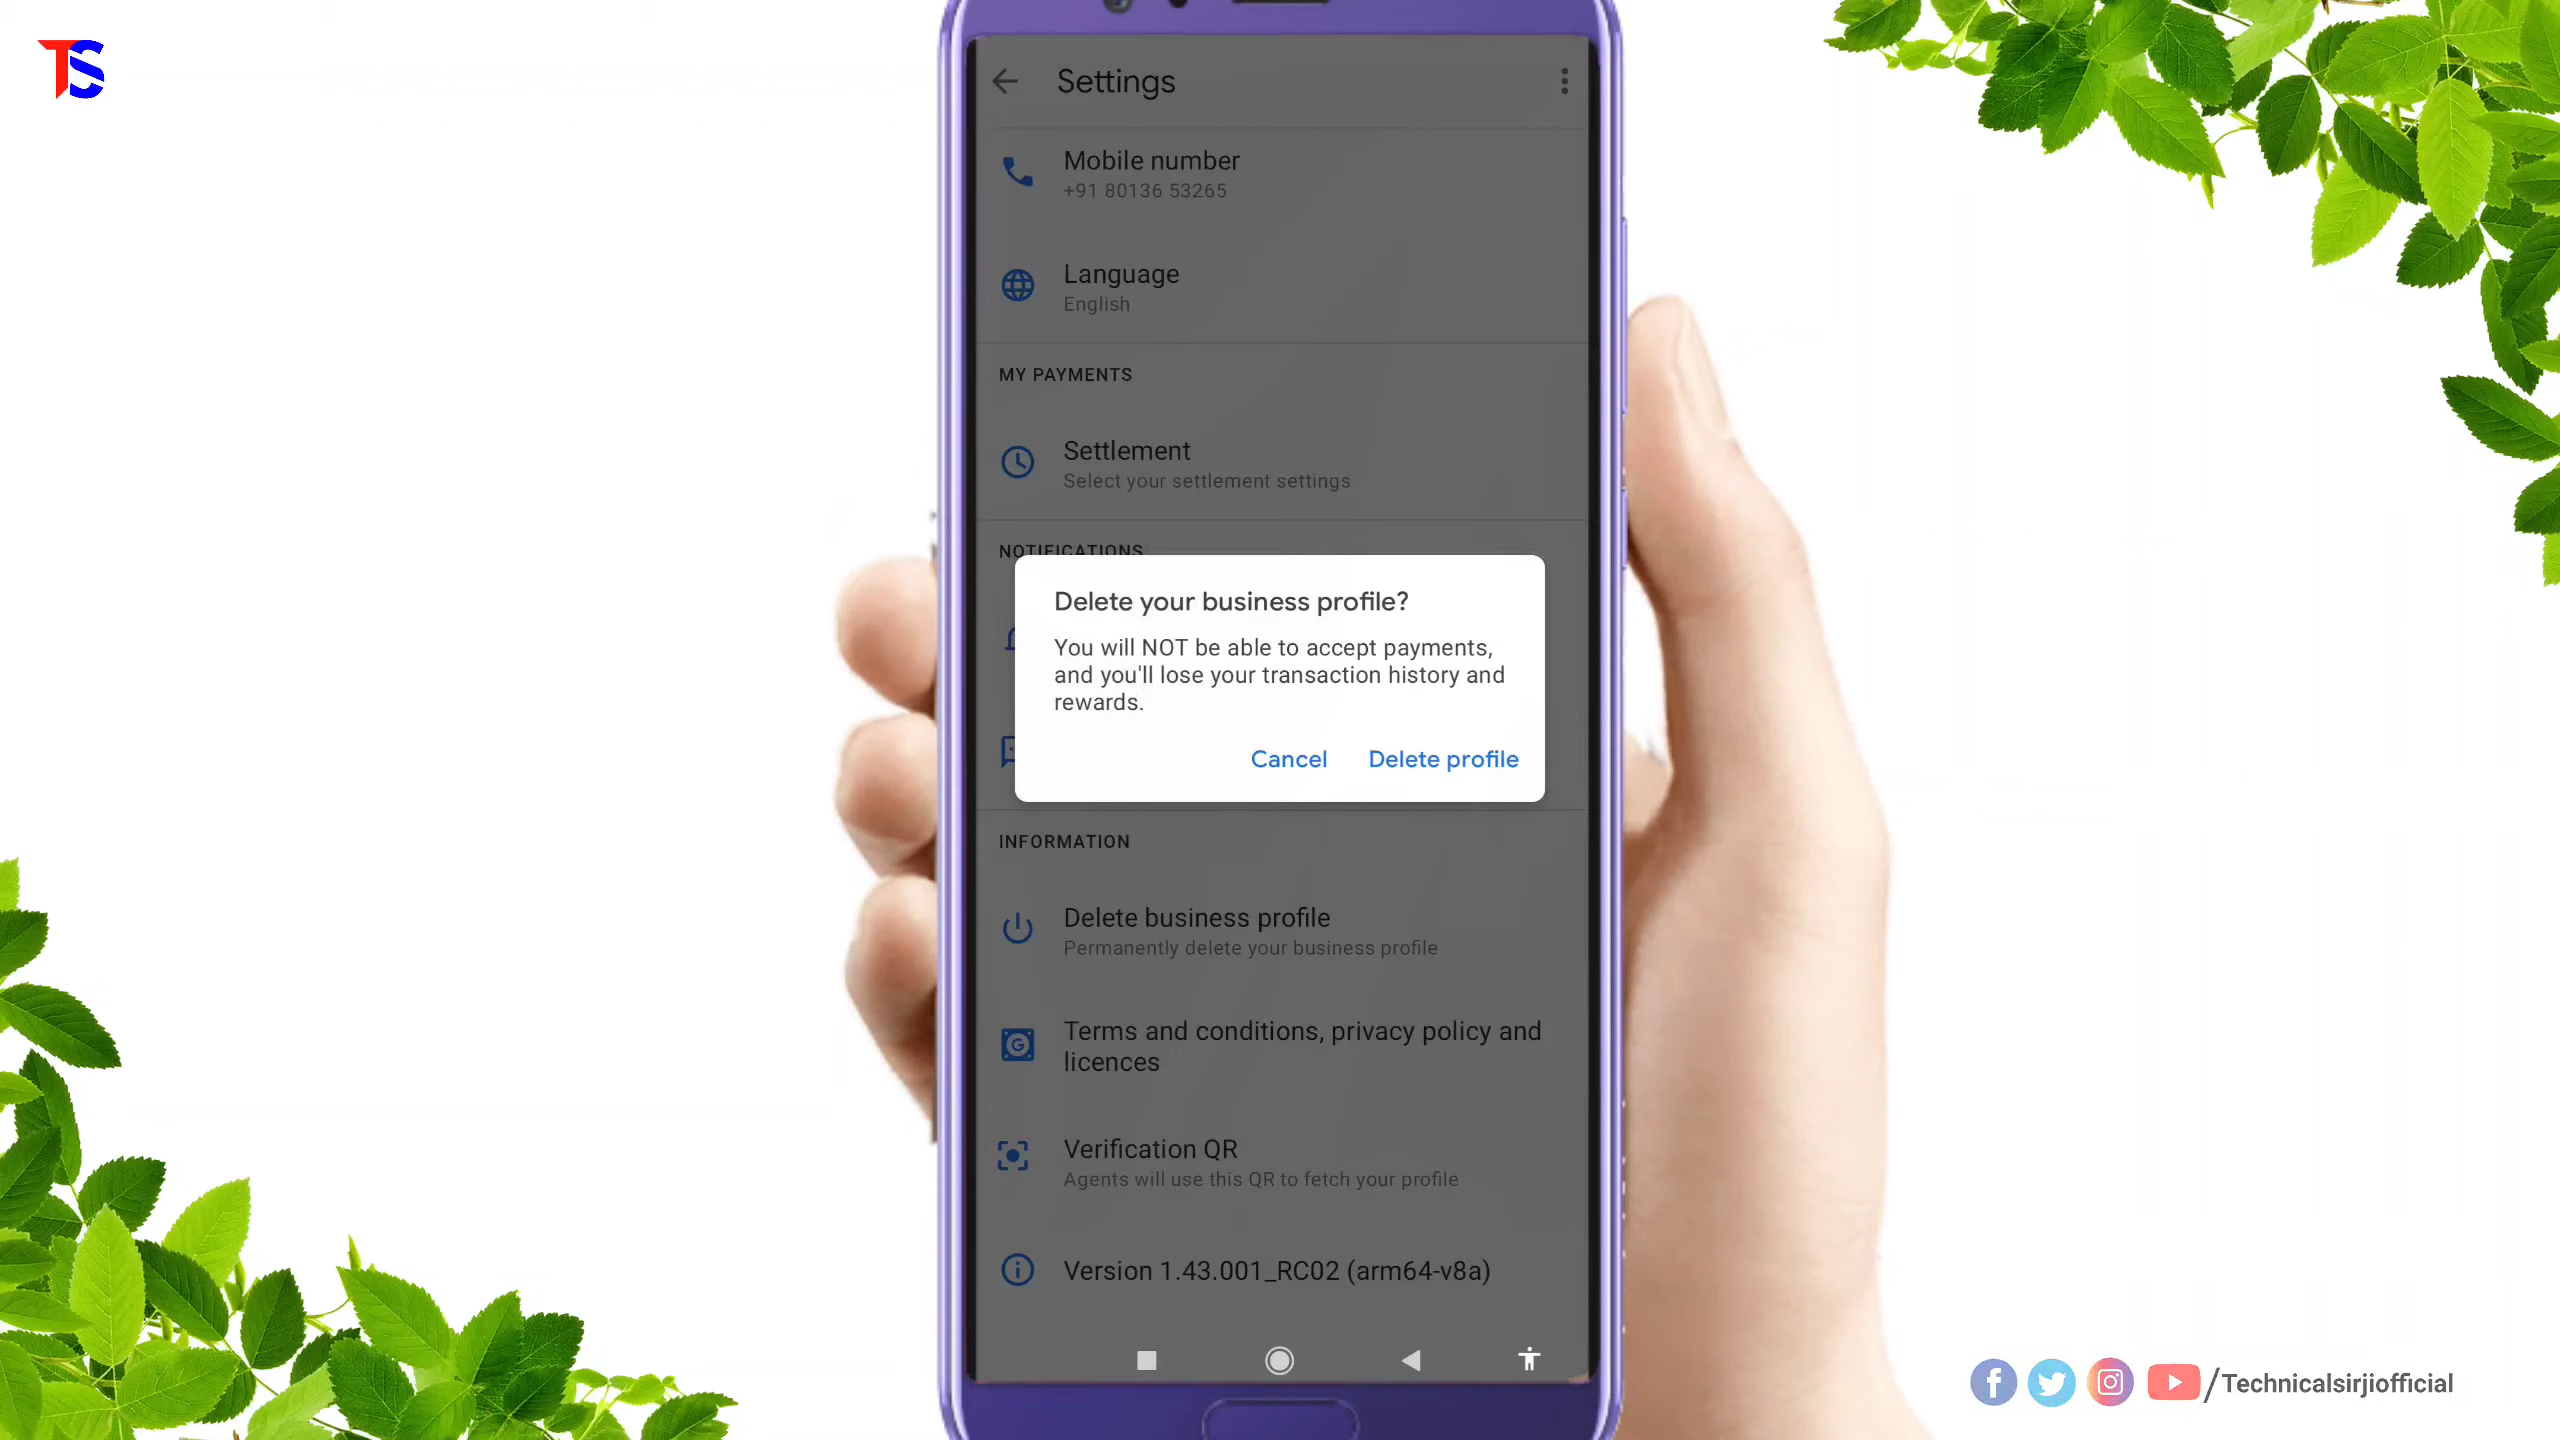 TS
Settings
Mobile number
+91 80136 53265
Language
English
MY PAYMENTS
Settlement
Select your settlement settings
NOTIFICATIONS
Delete your business profile?
You will NOT be able to accept payments,
and you'll lose your transaction history and
rewards.
Cancel Delete profile
INFORMATION
Delete business profile
Permanently delete your business profile
Terms and conditions, privacy policy and
licences
Verification QR
Agents will use this QR to fetch your profile
Version 1.43.001_RC02 (arm64-v8a)
/Technicalsirjiofficial